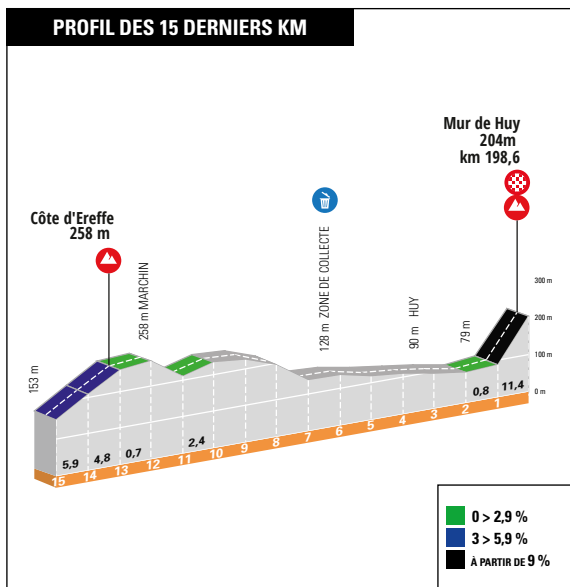 PROFIL DES 15 DERNIERS KM
Mur de Huy
204m
km 198,6
Côte d'Ereffe
258 m
153 m
258 m MARCHIN
128 m ZONE DE COLLECTE
90 m HUY
79 m
300 m
200 m
100 m
0 m
5,9 4,8 0,7 2,4 0,8 11,4
15 14 13 12 11 10 9 8 7 6 5 4 3 2 1
0 > 2,9 %
3 > 5,9 %
À PARTIR DE 9 %